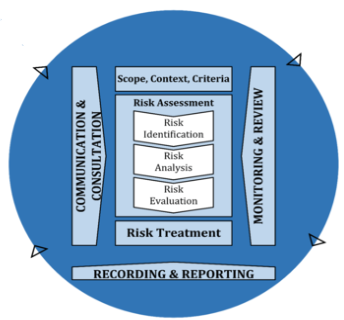 Scope, Context, Criteria
COMMUNICATION &
CONSULTATION
Risk Assessment
Risk
Identification
Risk
Analysis
Risk
Evaluation
MONITORING & REVIEW
Risk Treatment
RECORDING & REPORTING